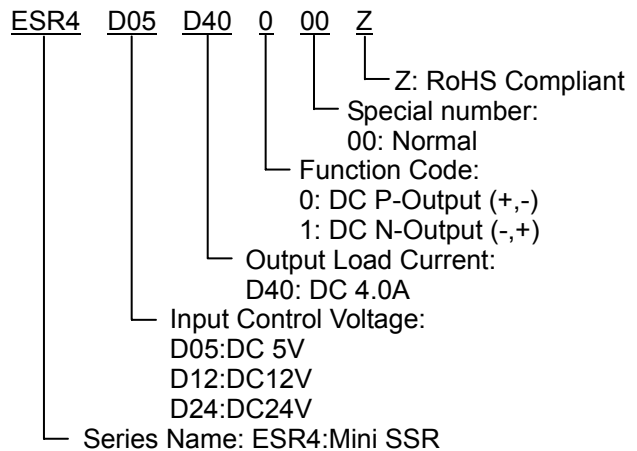 ESR4 D05 D40 0 00 Z
Z: RoHS Compliant
Special number:
00: Normal
Function Code:
0: DC P-Output (+,-)
1: DC N-Output (-,+)
Output Load Current:
D40: DC 4.0A
Input Control Voltage:
D05:DC 5V
D12:DC12V
D24:DC24V
Series Name: ESR4:Mini SSR